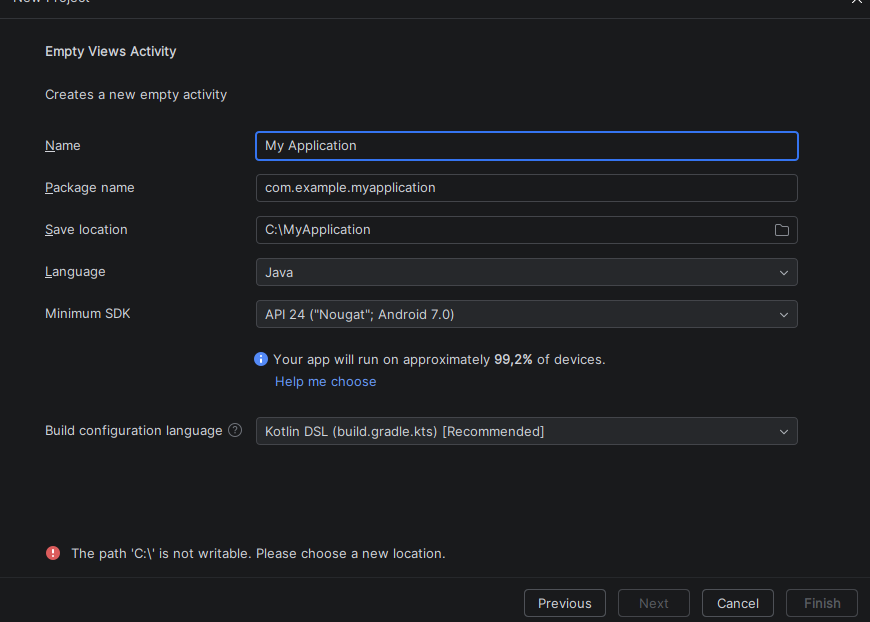 New Project
Empty Views Activity
Creates a new empty activity
Name
My Application
Package name
com.example.myapplication
Save location
C:\MyApplication
Language
Java
Minimum SDK
API 24 ("Nougat"; Android 7.0)
Your app will run on approximately 99,2% of devices.
Help me choose
Build configuration language
Kotlin DSL (build.gradle.kts) [Recommended]
The path 'C:\' is not writable. Please choose a new location.
Previous
Next
Cancel
Finish